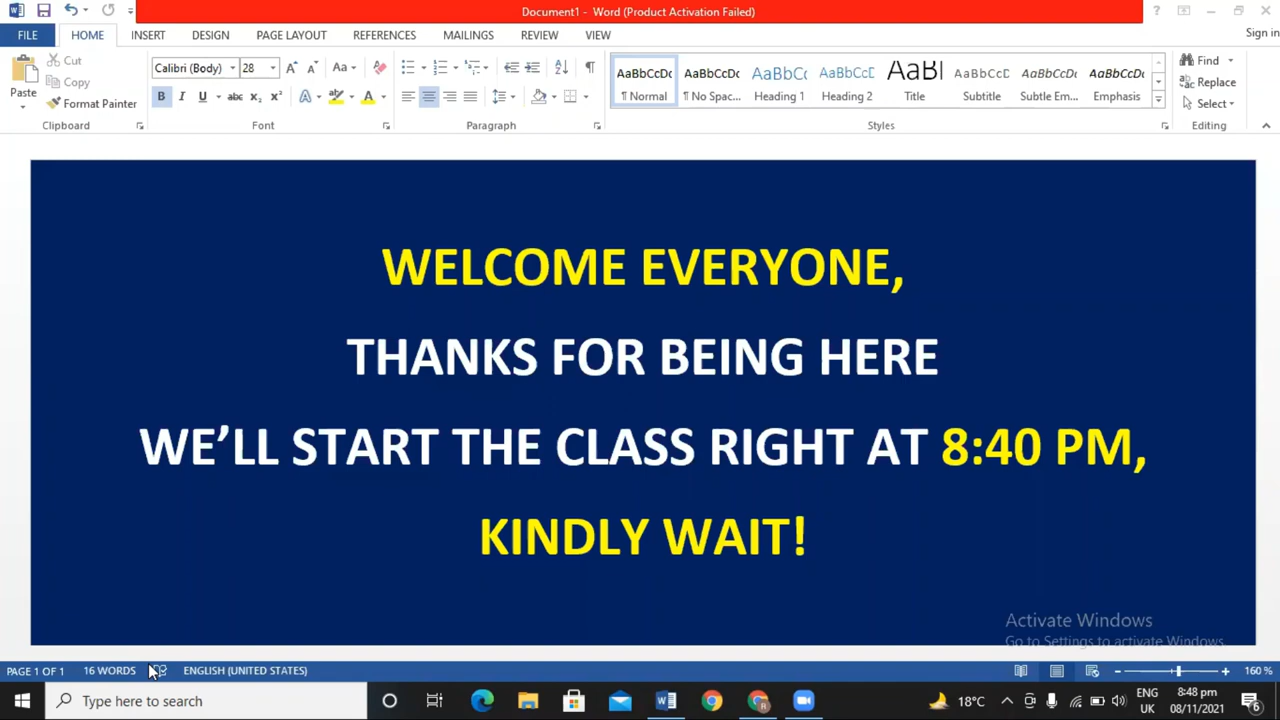 Document1 - Word (Product Activation Failed)
FILE HOME INSERT DESIGN PAGE LAYOUT REFERENCES MAILINGS REVIEW VIEW Sign in
Cut
Copy
Format Painter
Paste
Calibri (Body) 28
AaBbCcDc AaBbCcDc AaBbCc AaBbCcD AaBl AaBbCcD AaBbCcDc AaBbCcDc
¶ Normal ¶ No Spac... Heading 1 Heading 2 Title Subtitle Subtle Em... Emphasis
Find
Replace
Select
Clipboard Font Paragraph Styles Editing
WELCOME EVERYONE,
THANKS FOR BEING HERE
WE’LL START THE CLASS RIGHT AT 8:40 PM,
KINDLY WAIT!
Activate Windows
Go to Settings to activate Windows.
PAGE 1 OF 1 16 WORDS ENGLISH (UNITED STATES) 160 %
Type here to search
18°C
ENG
UK
8:48 pm
08/11/2021
6